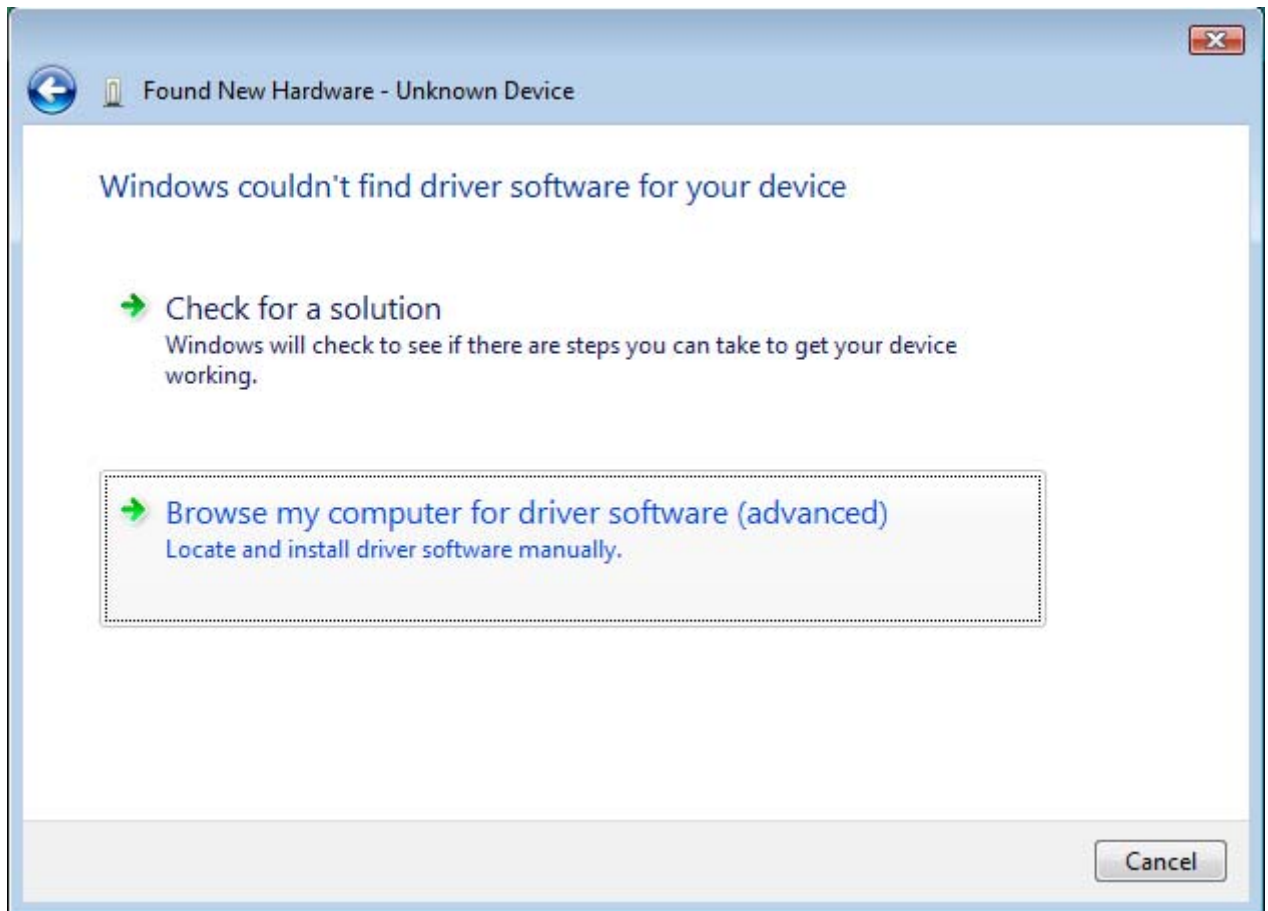 Found New Hardware - Unknown Device
Windows couldn't find driver software for your device
Check for a solution
Windows will check to see if there are steps you can take to get your device
working.
Browse my computer for driver software (advanced)
Locate and install driver software manually.
Cancel